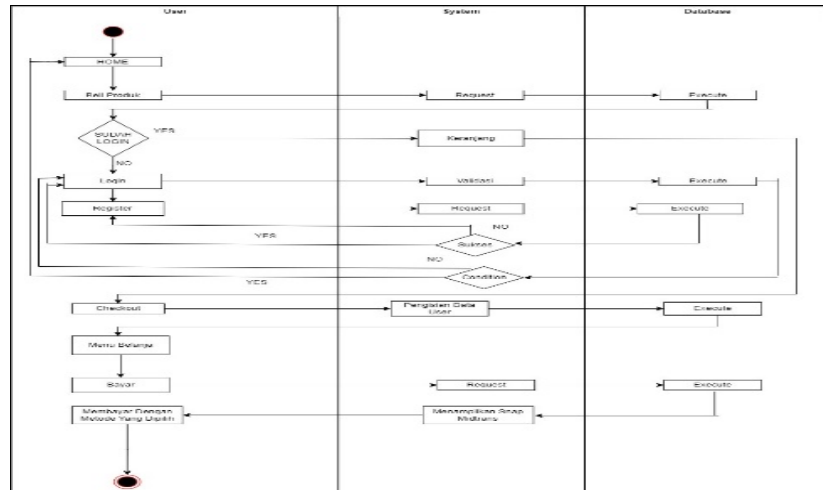 User
System
Database
HOME
Beli Produk
Request
Execute
SUDAH
LOGIN
YES
Keranjang
NO
Login
Validasi
Execute
Register
Request
Execute
NO
YES
Sukses
NO
Condition
YES
Checkout
Pengisian Data
User
Execute
Menu Belanja
Bayar
Request
Execute
Membayar Dengan
Metode Yang Dipilih
Menampilkan Snap
Midtrans